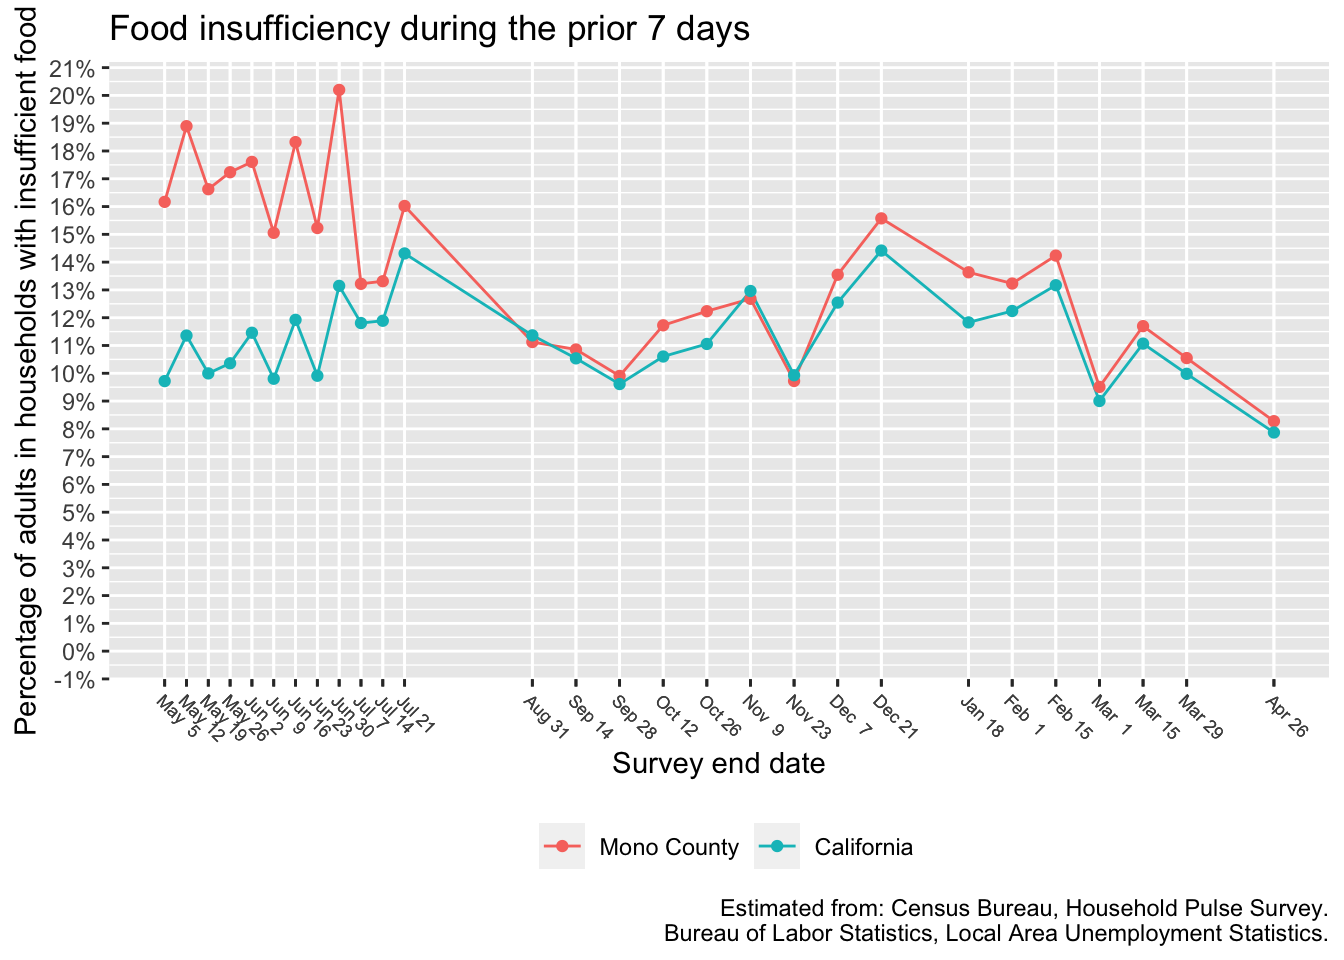 Food insufficiency during the prior 7 days
Percentage of adults in households with insufficient food
21%
20%
19%
18%
17%
16%
15%
14%
13%
12%
11%
10%
9%
8%
7%
6%
5%
4%
3%
2%
1%
0%
-1%
May 5
May 12
May 19
May 26
Jun 2
Jun 9
Jun 16
Jun 23
Jun 30
Jul 7
Jul 14
Jul 21
Aug 31
Sep 14
Sep 28
Oct 12
Oct 26
Nov 9
Nov 23
Dec 7
Dec 21
Jan 18
Feb 1
Feb 15
Mar 1
Mar 15
Mar 29
Apr 26
Survey end date
Mono County
California
Estimated from: Census Bureau, Household Pulse Survey.
Bureau of Labor Statistics, Local Area Unemployment Statistics.